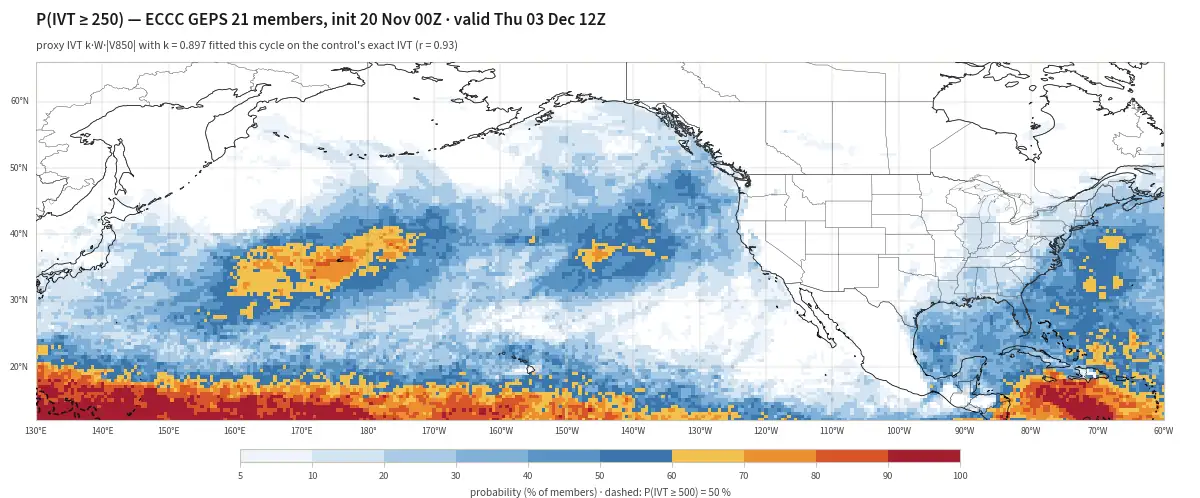 P(IVT ≥ 250) — ECCC GEPS 21 members, init 20 Nov 00Z · valid Thu 03 Dec 12Z
proxy IVT k·W·|V850| with k = 0.897 fitted this cycle on the control's exact IVT (r = 0.93)
60°N
50°N
40°N
30°N
20°N
130°E 140°E 150°E 160°E 170°E 180° 170°W 160°W 150°W 140°W 130°W 120°W 110°W 100°W 90°W 80°W 70°W 60°W
5 10 20 30 40 50 60 70 80 90 100
probability (% of members) · dashed: P(IVT ≥ 500) = 50 %